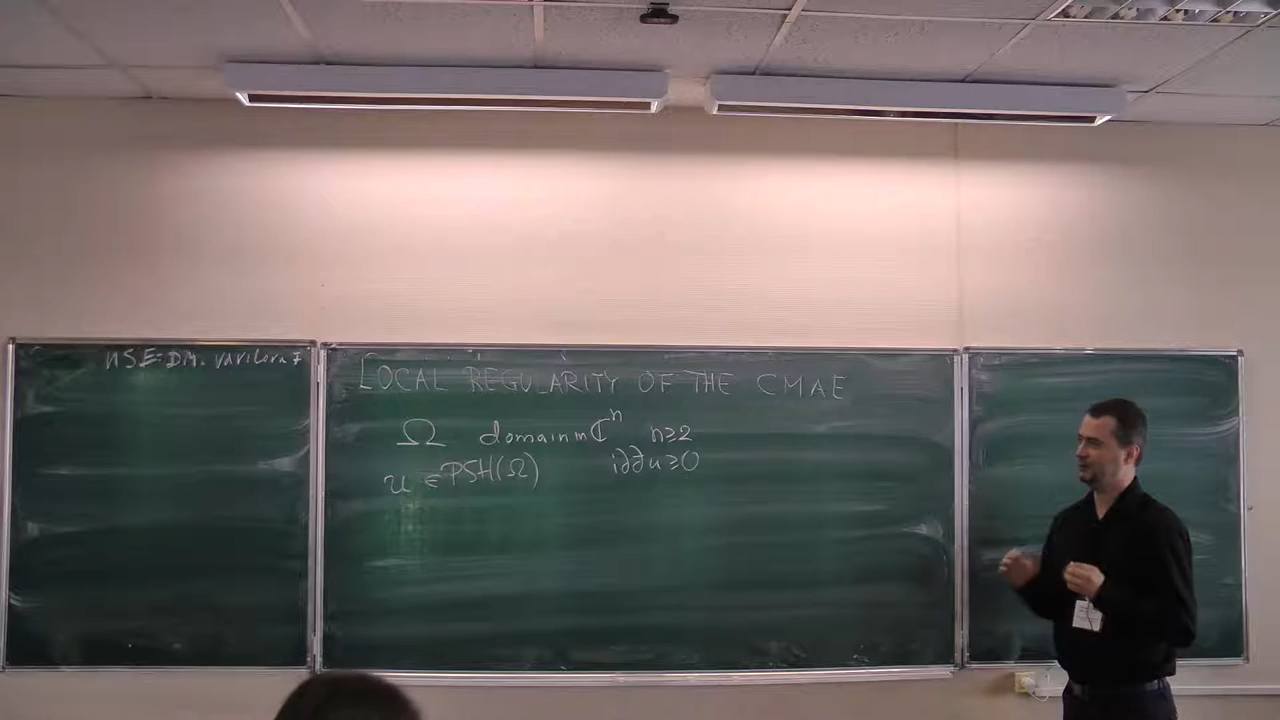 HSE:DM. vavilova 7
LOCAL REGULARITY OF THE CMAE
Ω domain in ℂⁿ n≥2
u ∈ PSH(Ω) i∂∂̄u ≥ 0